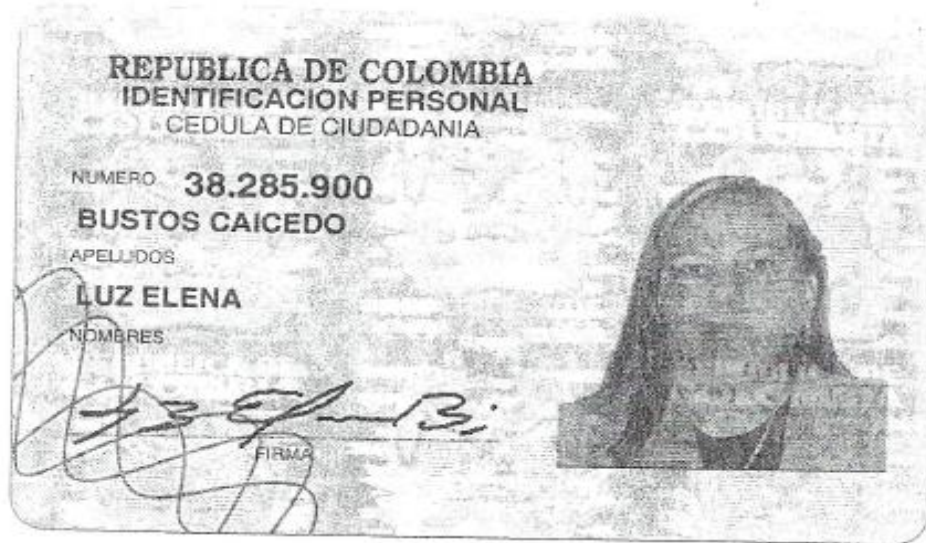 REPUBLICA DE COLOMBIA
IDENTIFICACION PERSONAL
CEDULA DE CIUDADANIA
NUMERO 38.285.900
BUSTOS CAICEDO
APELLIDOS
LUZ ELENA
NOMBRES
FIRMA